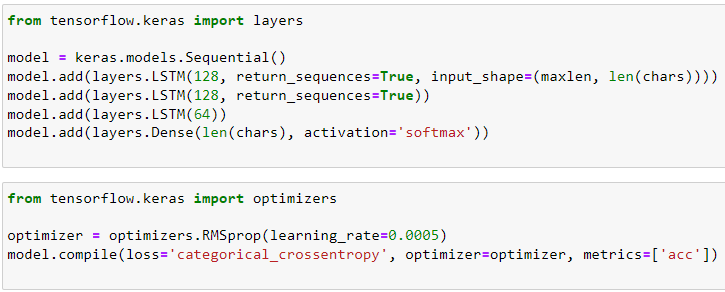 from tensorflow.keras import layers
model = keras.models.Sequential()
model.add(layers.LSTM(128, return_sequences=True, input_shape=(maxlen, len(chars))))
model.add(layers.LSTM(128, return_sequences=True))
model.add(layers.LSTM(64))
model.add(layers.Dense(len(chars), activation='softmax'))
from tensorflow.keras import optimizers
optimizer = optimizers.RMSprop(learning_rate=0.0005)
model.compile(loss='categorical_crossentropy', optimizer=optimizer, metrics=['acc'])